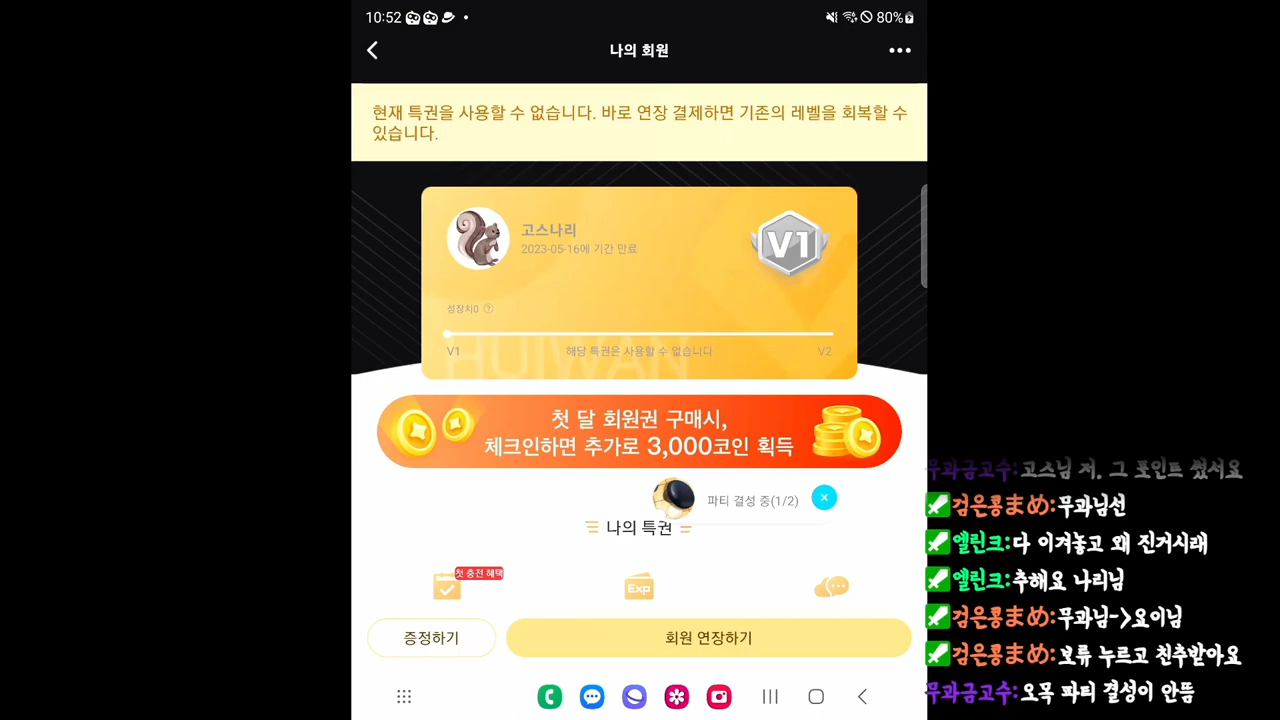 10:52
80%
나의 회원
현재 특권을 사용할 수 없습니다. 바로 연장 결제하면 기존의 레벨을 회복할 수
있습니다.
고스나리
2023-05-16에 기간 만료
V1
성장치0
V1
해당 특권은 사용할 수 없습니다
V2
HUIWAN
첫 달 회원권 구매시,
체크인하면 추가로 3,000코인 획득
파티 결성 중(1/2)
나의 특권
첫 충전 혜택
Exp
증정하기
회원 연장하기
무과금고수:고스님 저. 그 포인트 썼서요
검은콩まめ:무과님선
엘린크:다 이겨놓고 왜 진거시래
엘린크:추해요 나리님
검은콩まめ:무과님->요이님
검은콩まめ:보류 누르고 친추받아요
무과금고수:오목 파티 결성이 안뜸